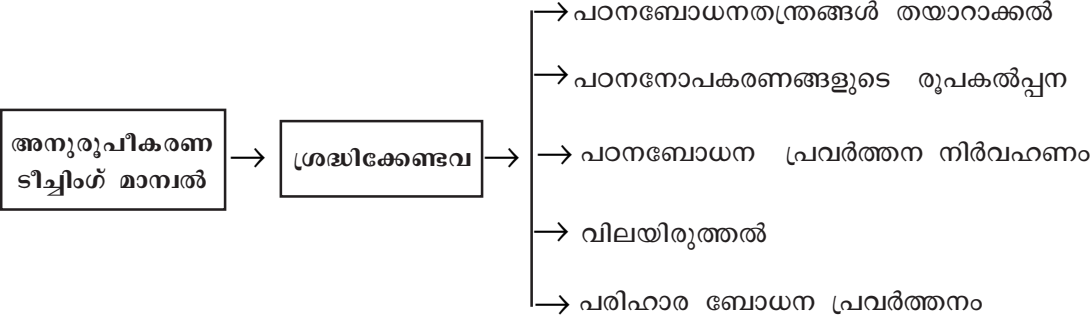 അനുരൂപീകരണ
ടീച്ചിംഗ് മാന്വൽ
ശ്രദ്ധിക്കേണ്ടവ
പഠനബോധനതന്ത്രങ്ങൾ തയാറാക്കൽ
പഠനനോപകരണങ്ങളുടെ രൂപകൽപ്പന
പഠനബോധന പ്രവർത്തന നിർവഹണം
വിലയിരുത്തൽ
പരിഹാര ബോധന പ്രവർത്തനം